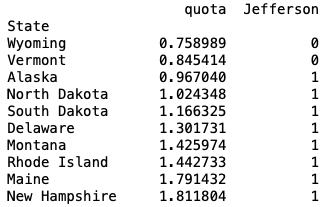 quota Jefferson
State
Wyoming 0.758989 0
Vermont 0.845414 0
Alaska 0.967040 1
North Dakota 1.024348 1
South Dakota 1.166325 1
Delaware 1.301731 1
Montana 1.425974 1
Rhode Island 1.442733 1
Maine 1.791432 1
New Hampshire 1.811804 1